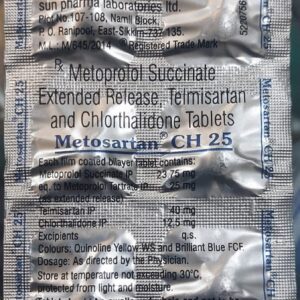 sun pharma laboratories ltd.
Plot No. 107-108, Namli Block,
P. O. Ranipool, East-Sikkim-737 135.
M.L.: M/645/2014 ®Registered Trade Mark
Rx Metoprolol Succinate
Extended Release, Telmisartan
and Chlorthalidone Tablets
Metosartan® CH 25
Each film coated bilayer tablet contains:
Metoprolol Succinate IP 23.75 mg
eq. to Metoprolol Tartrate IP 25 mg
(as extended release)
Telmisartan IP 40 mg
Chlorthalidone IP 12.5 mg
Excipients q.s.
Colours: Quinoline Yellow WS and Brilliant Blue FCF
Dosage: As directed by the Physician.
Store at temperature not exceeding 30°C,
protected from light and moisture.
Metosartan
CH 25